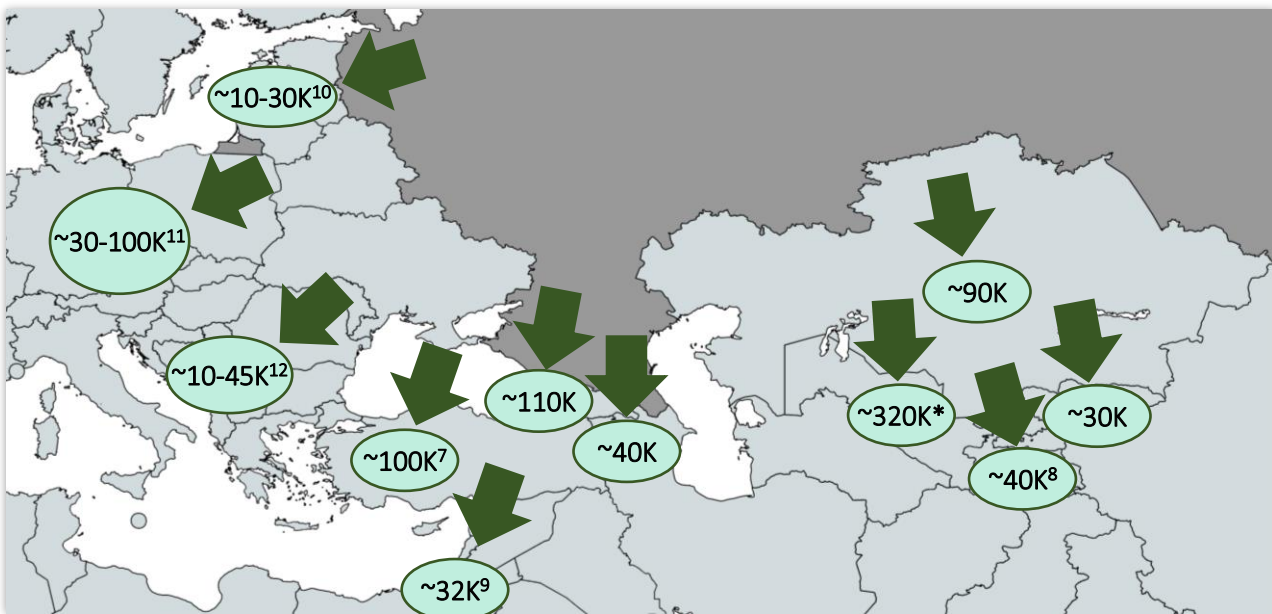 ~10-30K¹⁰
~30-100K¹¹
~90K
~10-45K¹²
~110K
~320K*
~30K
~40K
~100K⁷
~40K⁸
~32K⁹